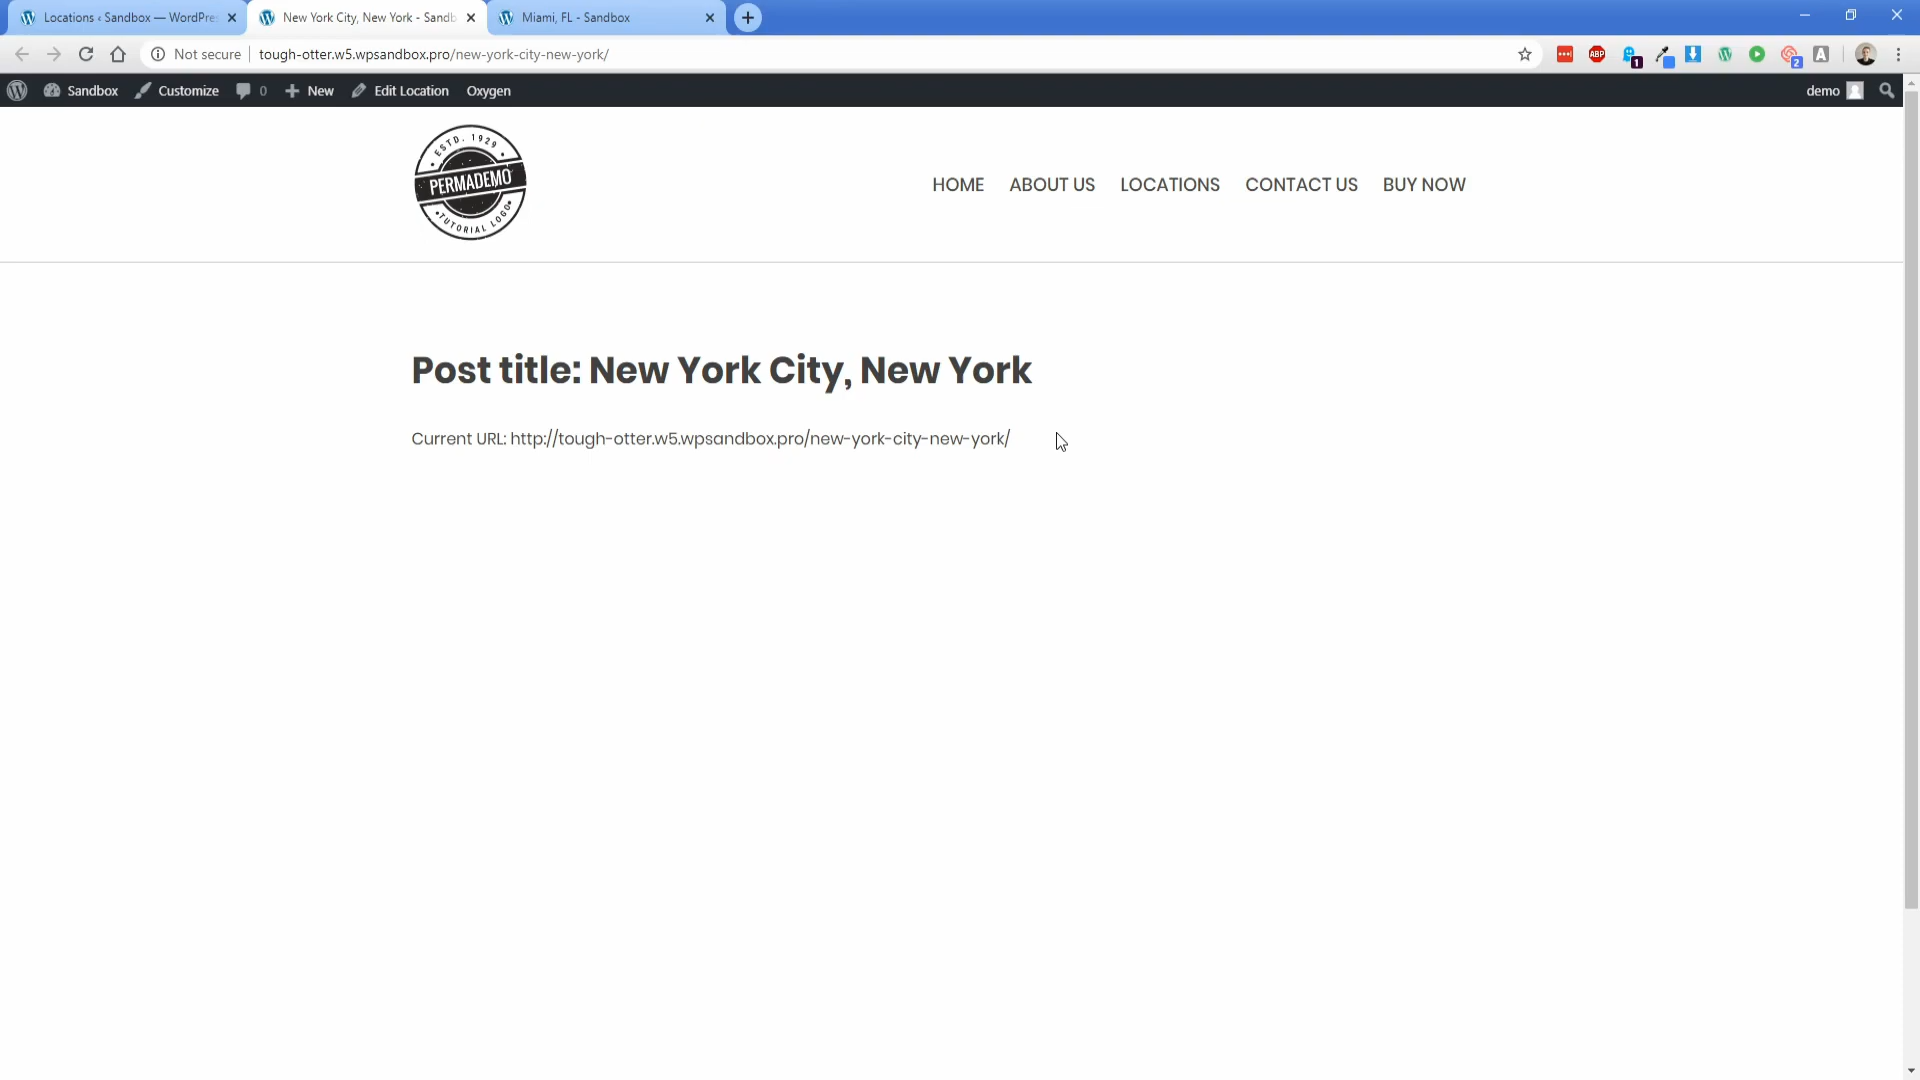 Locations ‹ Sandbox — WordPre
New York City, New York - Sandb
Miami, FL - Sandbox
Not secure
tough-otter.w5.wpsandbox.pro/new-york-city-new-york/
ABP
1
2
A
Sandbox
Customize
0
New
Edit Location
Oxygen
demo
ESTD. 1929
PERMADEMO
TUTORIAL LOGO
HOME
ABOUT US
LOCATIONS
CONTACT US
BUY NOW
Post title: New York City, New York
Current URL: http://tough-otter.w5.wpsandbox.pro/new-york-city-new-york/